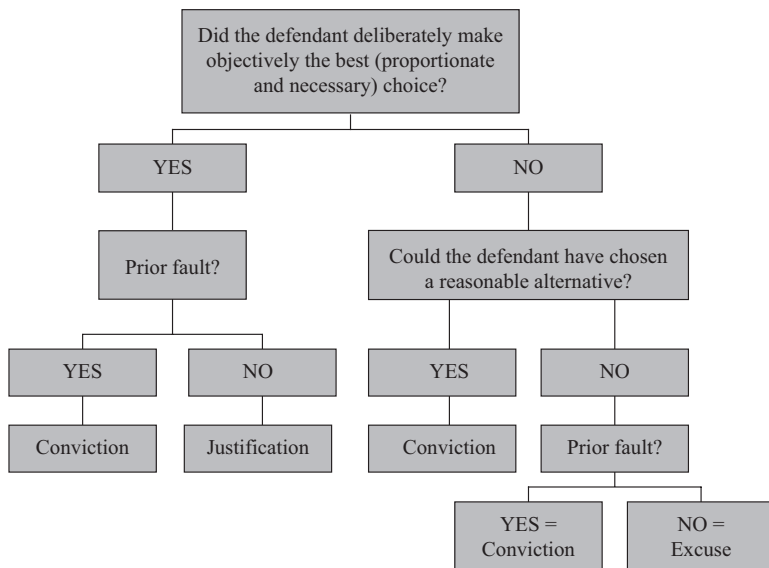 Did the defendant deliberately make
objectively the best (proportionate
and necessary) choice?
YES
NO
Prior fault?
Could the defendant have chosen
a reasonable alternative?
YES
NO
YES
NO
Conviction
Justification
Conviction
Prior fault?
YES =
Conviction
NO =
Excuse